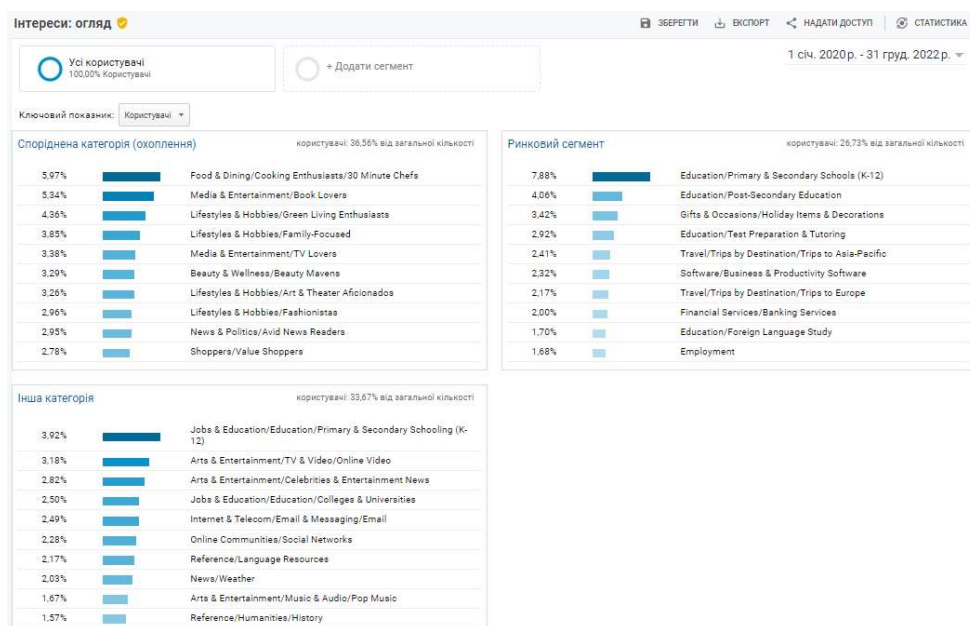 Інтереси: огляд
ЗБЕРЕГТИ ЕКСПОРТ НАДАТИ ДОСТУП СТАТИСТИКА
Усі користувачі
100,00% Користувачі
+ Додати сегмент
1 січ. 2020 р. - 31 груд. 2022 р.
Ключовий показник: Користувачі
Споріднена категорія (охоплення) користувачі: 36,56% від загальної кількості
5,97% Food & Dining/Cooking Enthusiasts/30 Minute Chefs
5,34% Media & Entertainment/Book Lovers
4,36% Lifestyles & Hobbies/Green Living Enthusiasts
3,85% Lifestyles & Hobbies/Family-Focused
3,38% Media & Entertainment/TV Lovers
3,29% Beauty & Wellness/Beauty Mavens
3,26% Lifestyles & Hobbies/Art & Theater Aficionados
2,96% Lifestyles & Hobbies/Fashionistas
2,95% News & Politics/Avid News Readers
2,78% Shoppers/Value Shoppers
Ринковий сегмент користувачі: 26,73% від загальної кількості
7,88% Education/Primary & Secondary Schools (K-12)
4,06% Education/Post-Secondary Education
3,42% Gifts & Occasions/Holiday Items & Decorations
2,92% Education/Test Preparation & Tutoring
2,41% Travel/Trips by Destination/Trips to Asia-Pacific
2,32% Software/Business & Productivity Software
2,17% Travel/Trips by Destination/Trips to Europe
2,00% Financial Services/Banking Services
1,70% Education/Foreign Language Study
1,68% Employment
Інша категорія користувачі: 33,67% від загальної кількості
3,92% Jobs & Education/Education/Primary & Secondary Schooling (K-
12)
3,18% Arts & Entertainment/TV & Video/Online Video
2,82% Arts & Entertainment/Celebrities & Entertainment News
2,50% Jobs & Education/Education/Colleges & Universities
2,49% Internet & Telecom/Email & Messaging/Email
2,28% Online Communities/Social Networks
2,17% Reference/Language Resources
2,03% News/Weather
1,67% Arts & Entertainment/Music & Audio/Pop Music
1,57% Reference/Humanities/History